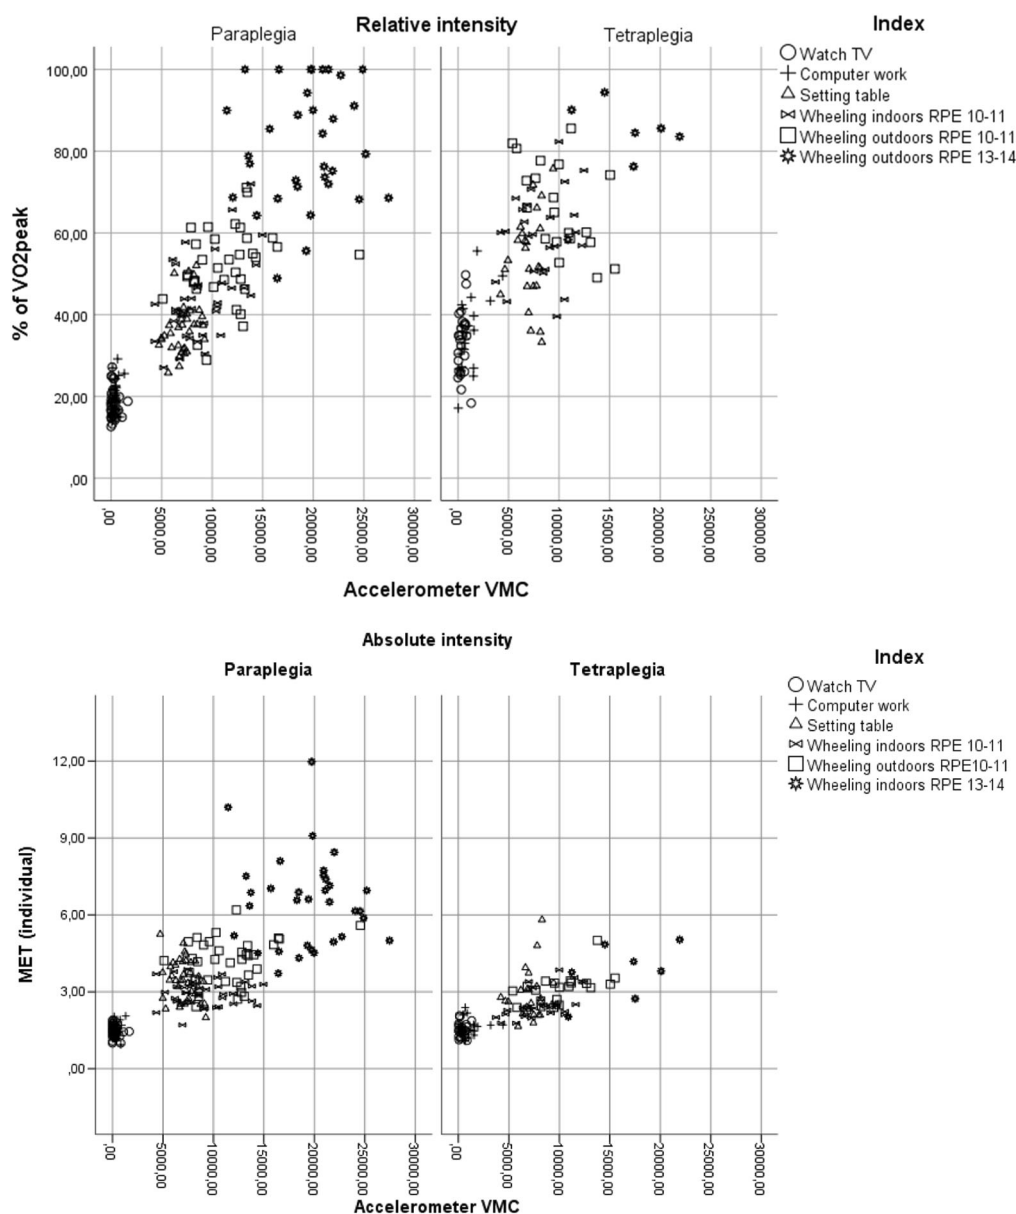 Relative intensity
Paraplegia
Tetraplegia
Index
Watch TV
Computer work
Setting table
Wheeling indoors RPE 10-11
Wheeling outdoors RPE 10-11
Wheeling outdoors RPE 13-14
% of VO2peak
100,00
80,00
60,00
40,00
20,00
,00
,00
5000,00
10000,00
15000,00
20000,00
25000,00
30000,00
,00
5000,00
10000,00
15000,00
20000,00
25000,00
30000,00
Accelerometer VMC
Absolute intensity
Paraplegia
Tetraplegia
Index
Watch TV
Computer work
Setting table
Wheeling indoors RPE 10-11
Wheeling outdoors RPE10-11
Wheeling indoors RPE 13-14
MET (individual)
12,00
9,00
6,00
3,00
,00
,00
5000,00
10000,00
15000,00
20000,00
25000,00
30000,00
,00
5000,00
10000,00
15000,00
20000,00
25000,00
30000,00
Accelerometer VMC